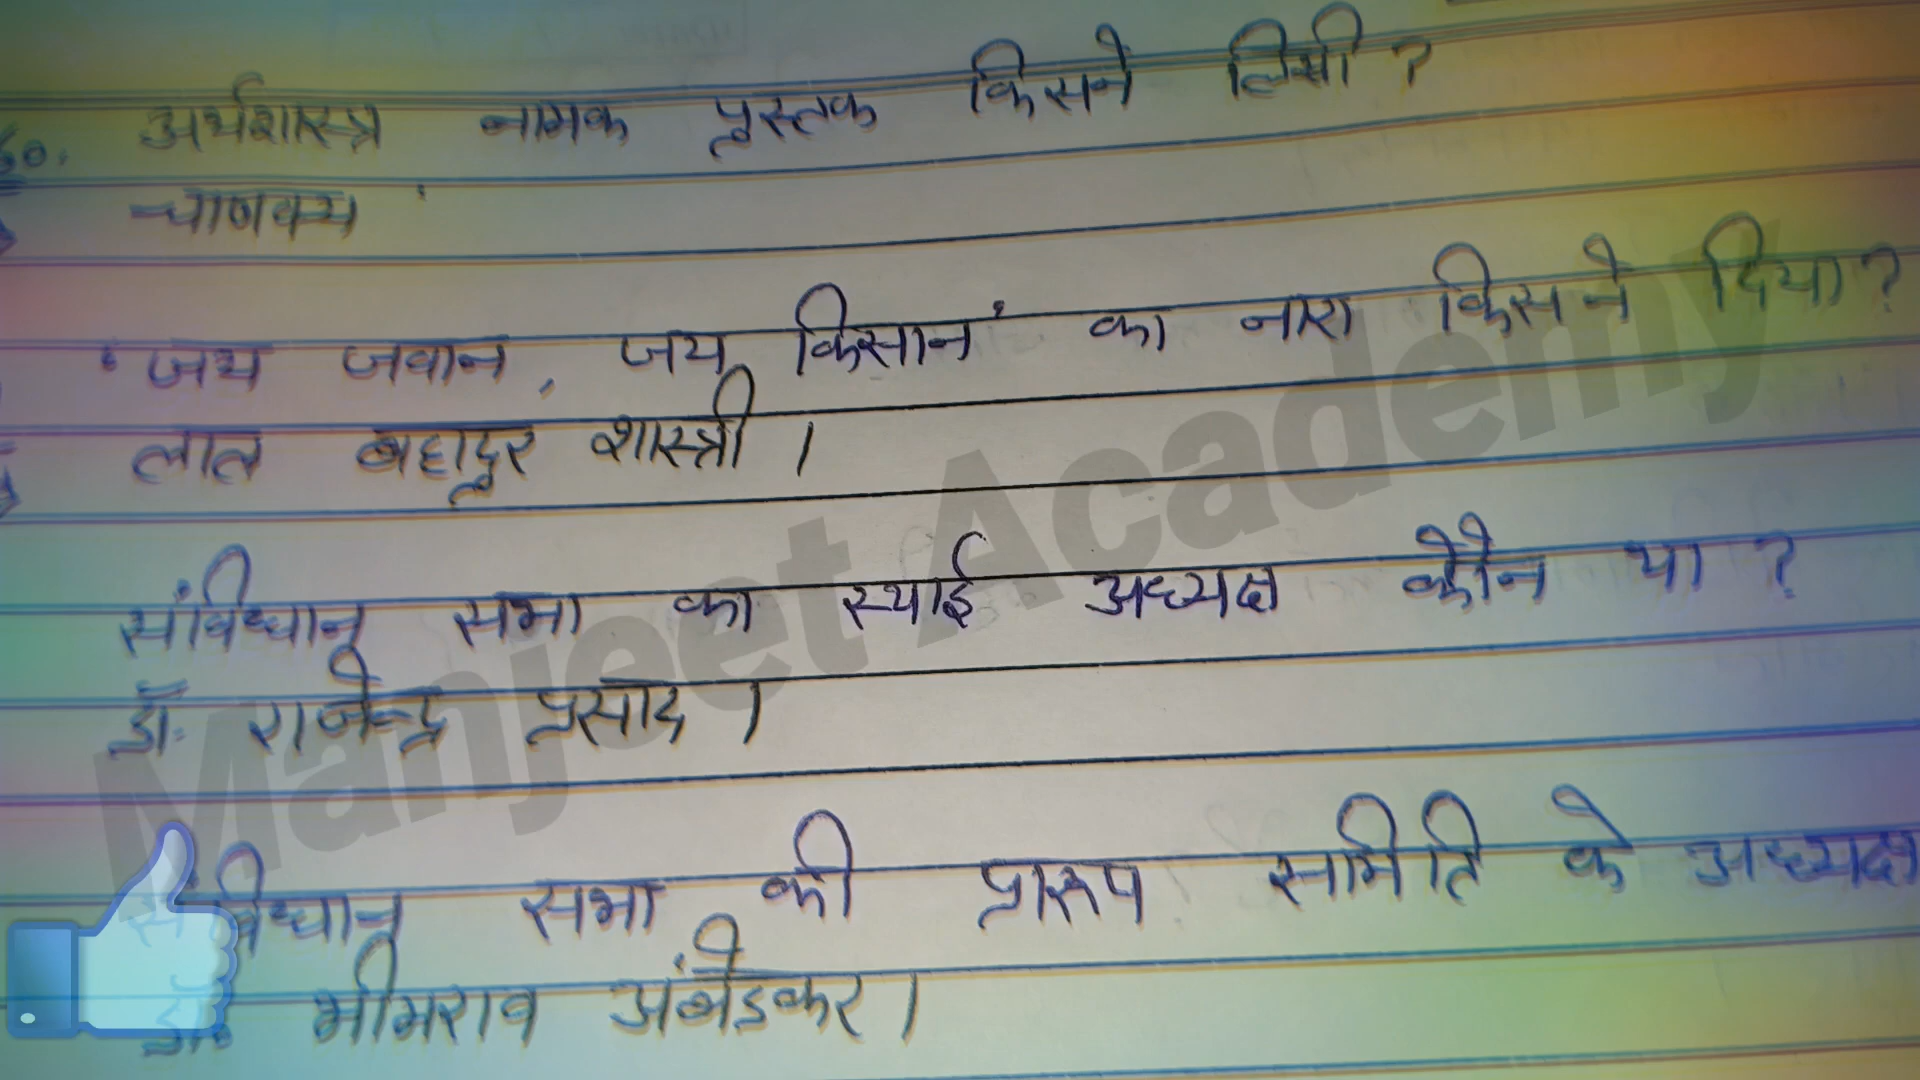 60. अर्थशास्त्र नामक पुस्तक किसने लिखी ?
चाणक्य
'जय जवान, जय किसान' का नारा किसने दिया?
लाल बहादुर शास्त्री ।
संविधान सभा का स्थाई अध्यक्ष कौन था ?
डॉ. राजेन्द्र प्रसाद ।
संविधान सभा की प्रारूप समिति के अध्यक्ष
डॉ. भीमराव अंबेडकर ।
Manjeet Academy